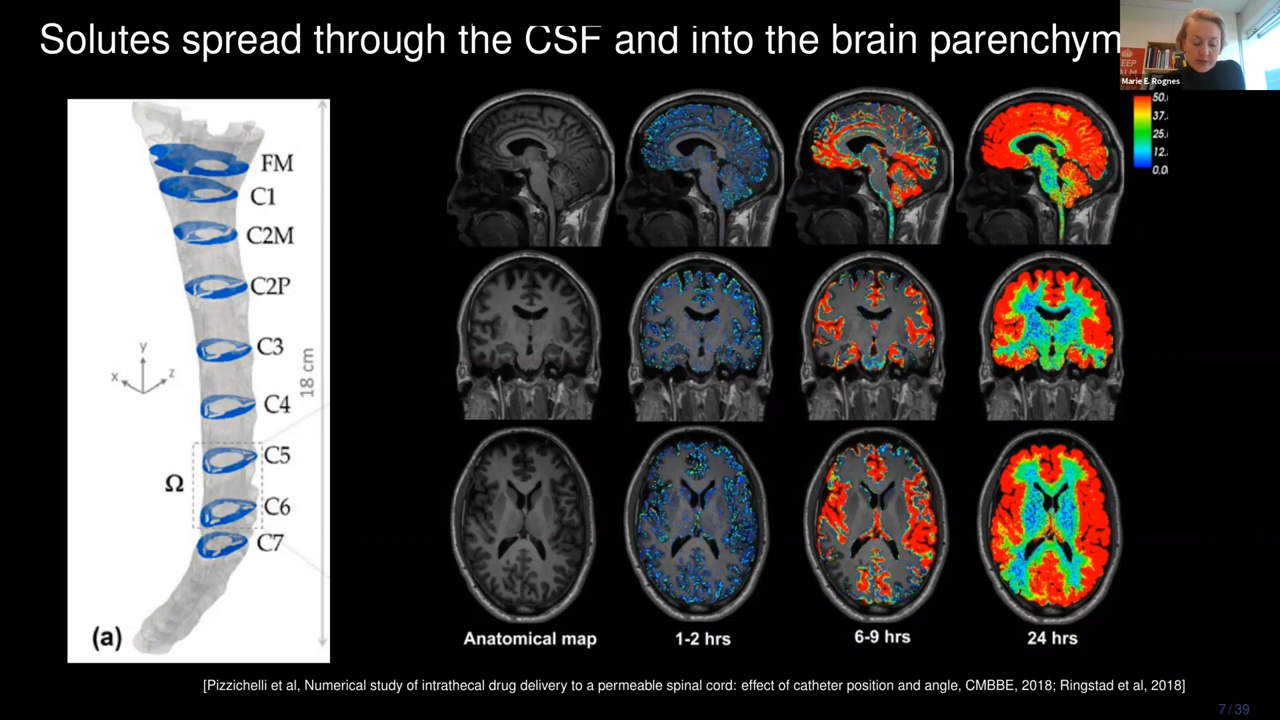 Solutes spread through the CSF and into the brain parenchym
Marie E. Rognes
50.
37.
25.
12.
0.0
FM
C1
C2M
C2P
C3
C4
C5
C6
C7
Ω
y
x
z
18 cm
(a)
Anatomical map
1-2 hrs
6-9 hrs
24 hrs
[Pizzichelli et al, Numerical study of intrathecal drug delivery to a permeable spinal cord: effect of catheter position and angle, CMBBE, 2018; Ringstad et al, 2018]
7 / 39